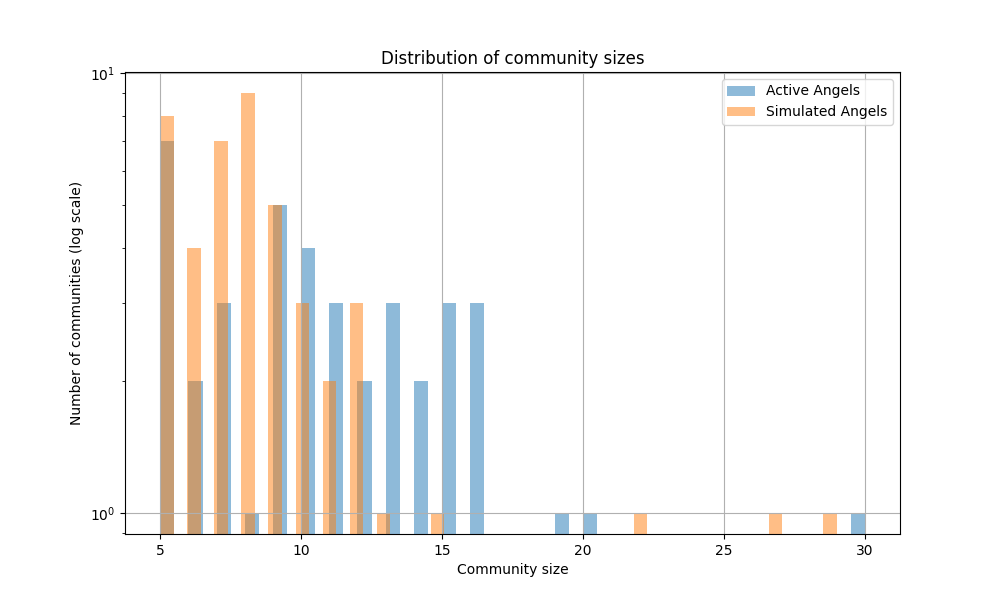 Distribution of community sizes
Active Angels
Simulated Angels
Number of communities (log scale)
10¹
10⁰
5
10
15
20
25
30
Community size